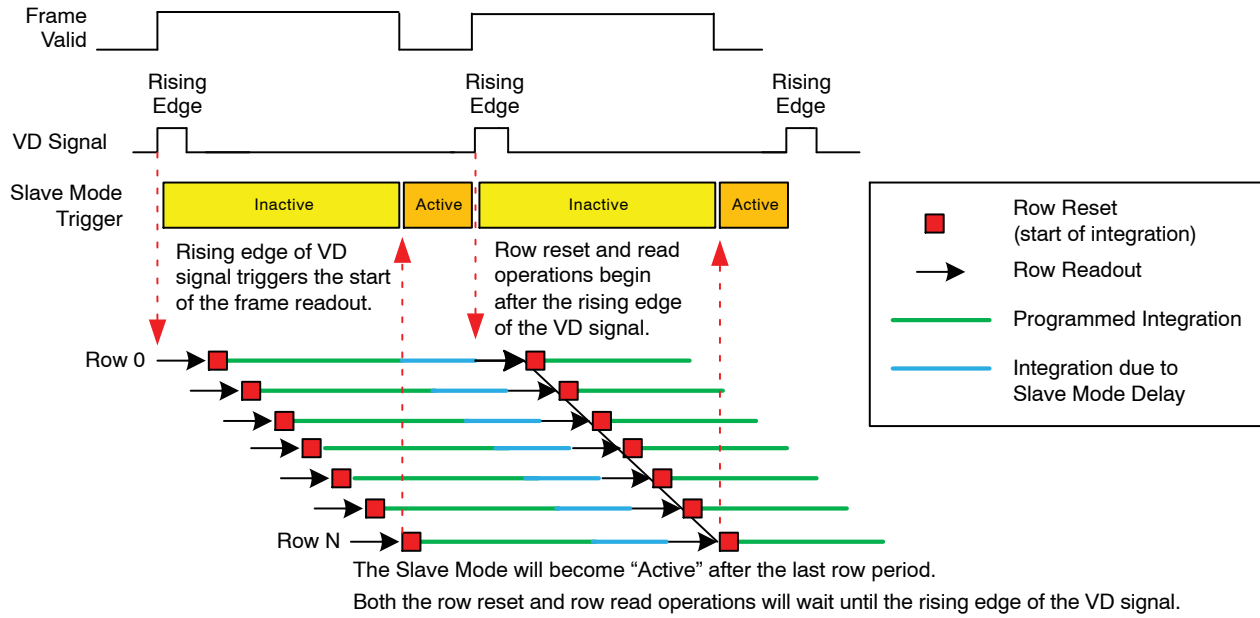 Frame
Valid
Rising
Edge
Rising
Edge
Rising
Edge
VD Signal
Slave Mode
Trigger
Inactive
Active
Inactive
Active
Rising edge of VD
signal triggers the start
of the frame readout.
Row reset and read
operations begin
after the rising edge
of the VD signal.
Row Reset
(start of integration)
Row Readout
Programmed Integration
Integration due to
Slave Mode Delay
Row 0
Row N
The Slave Mode will become “Active” after the last row period.
Both the row reset and row read operations will wait until the rising edge of the VD signal.